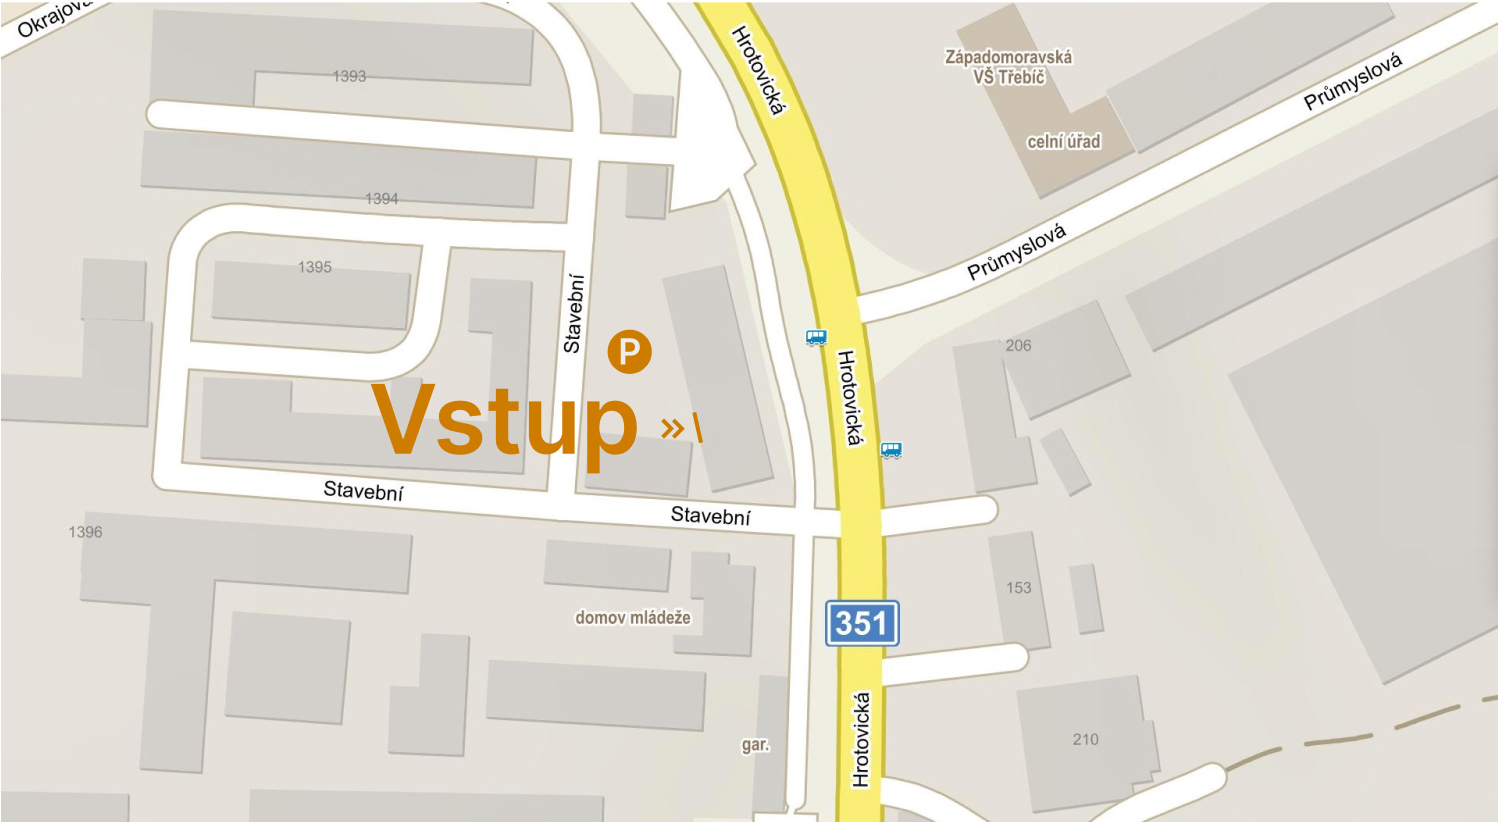 Okrajová
Hrotovická
Západomoravská
VŠ Třebíč
celní úřad
Průmyslová
1393
1394
Průmyslová
1395
Stavební
P
206
Hrotovická
Vstup »\
Stavební
Stavební
1396
153
domov mládeže
351
Hrotovická
gar.
210